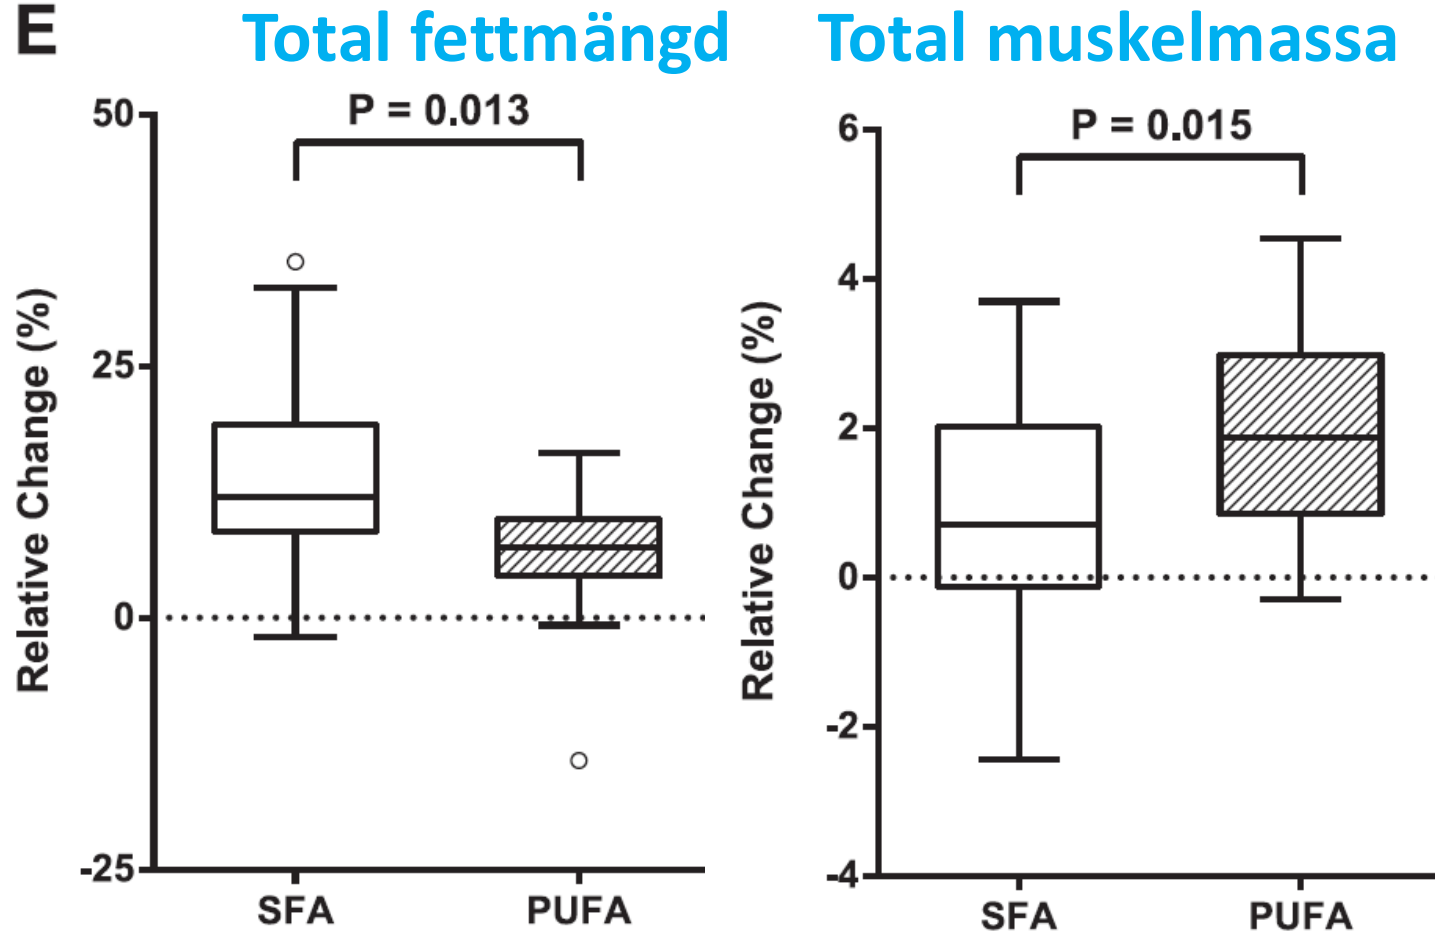 E
Total fettmängd
Total muskelmassa
P = 0.013
50
25
0
-25
Relative Change (%)
SFA
PUFA
P = 0.015
6
4
2
0
-2
-4
Relative Change (%)
SFA
PUFA